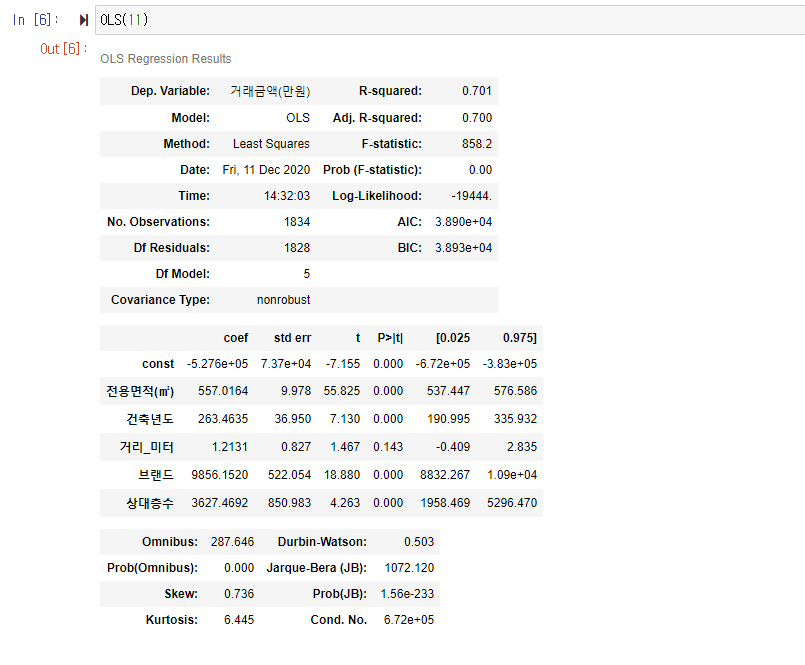 In [6]: OLS(11)
Out[6]:
OLS Regression Results
Dep. Variable: 거래금액(만원) R-squared: 0.701
Model: OLS Adj. R-squared: 0.700
Method: Least Squares F-statistic: 858.2
Date: Fri, 11 Dec 2020 Prob (F-statistic): 0.00
Time: 14:32:03 Log-Likelihood: -19444.
No. Observations: 1834 AIC: 3.890e+04
Df Residuals: 1828 BIC: 3.893e+04
Df Model: 5
Covariance Type: nonrobust
coef std err t P>|t| [0.025 0.975]
const -5.276e+05 7.37e+04 -7.155 0.000 -6.72e+05 -3.83e+05
전용면적(㎡) 557.0164 9.978 55.825 0.000 537.447 576.586
건축년도 263.4635 36.950 7.130 0.000 190.995 335.932
거리_미터 1.2131 0.827 1.467 0.143 -0.409 2.835
브랜드 9856.1520 522.054 18.880 0.000 8832.267 1.09e+04
상대층수 3627.4692 850.983 4.263 0.000 1958.469 5296.470
Omnibus: 287.646 Durbin-Watson: 0.503
Prob(Omnibus): 0.000 Jarque-Bera (JB): 1072.120
Skew: 0.736 Prob(JB): 1.56e-233
Kurtosis: 6.445 Cond. No. 6.72e+05